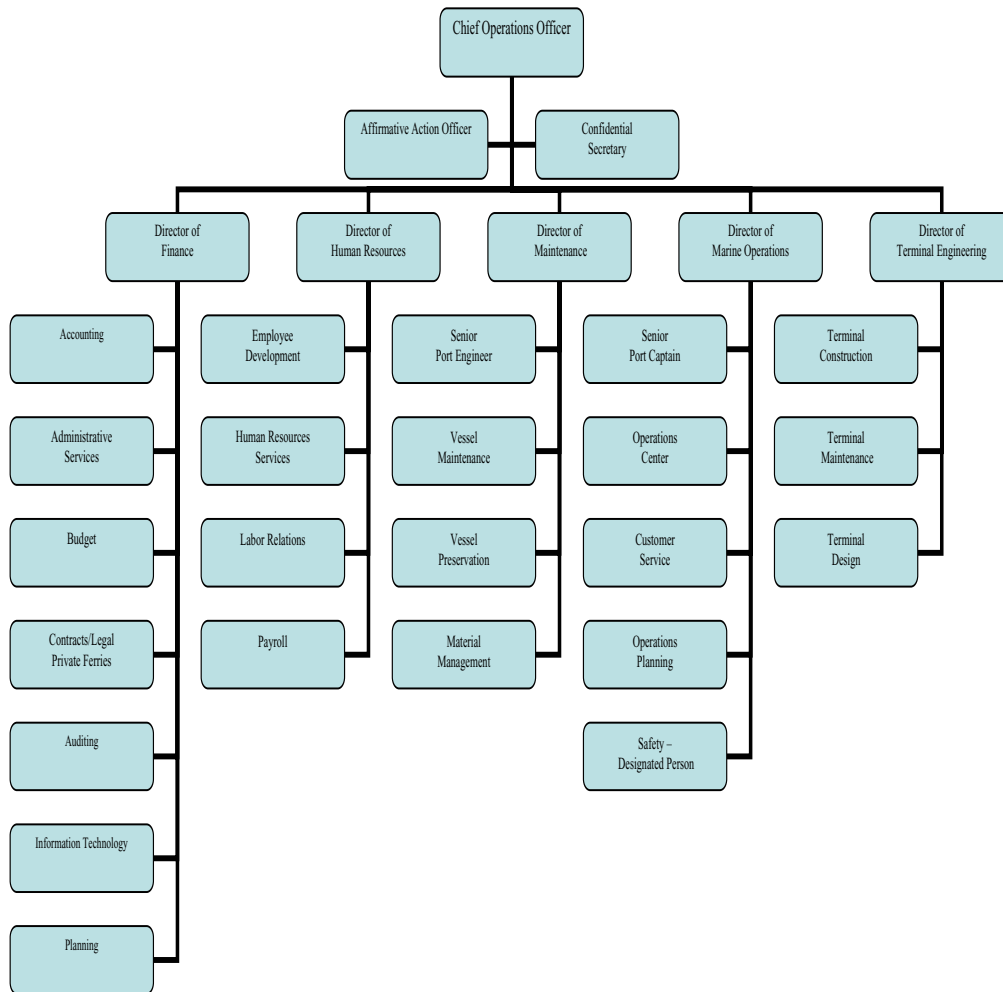 Chief Operations Officer
Affirmative Action Officer
Confidential
Secretary
Director of
Finance
Director of
Human Resources
Director of
Maintenance
Director of
Marine Operations
Director of
Terminal Engineering
Accounting
Employee
Development
Senior
Port Engineer
Senior
Port Captain
Terminal
Construction
Administrative
Services
Human Resources
Services
Vessel
Maintenance
Operations
Center
Terminal
Maintenance
Budget
Labor Relations
Vessel
Preservation
Customer
Service
Terminal
Design
Contracts/Legal
Private Ferries
Payroll
Material
Management
Operations
Planning
Auditing
Safety –
Designated Person
Information Technology
Planning